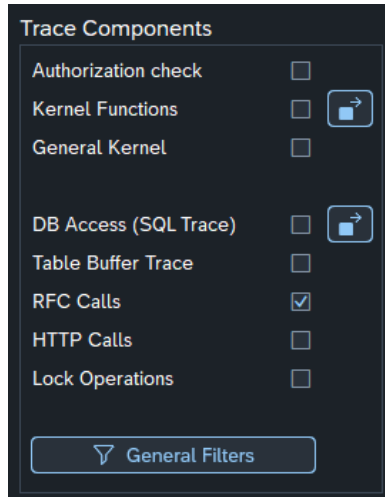 Trace Components
Authorization check
Kernel Functions
General Kernel
DB Access (SQL Trace)
Table Buffer Trace
RFC Calls
HTTP Calls
Lock Operations
General Filters